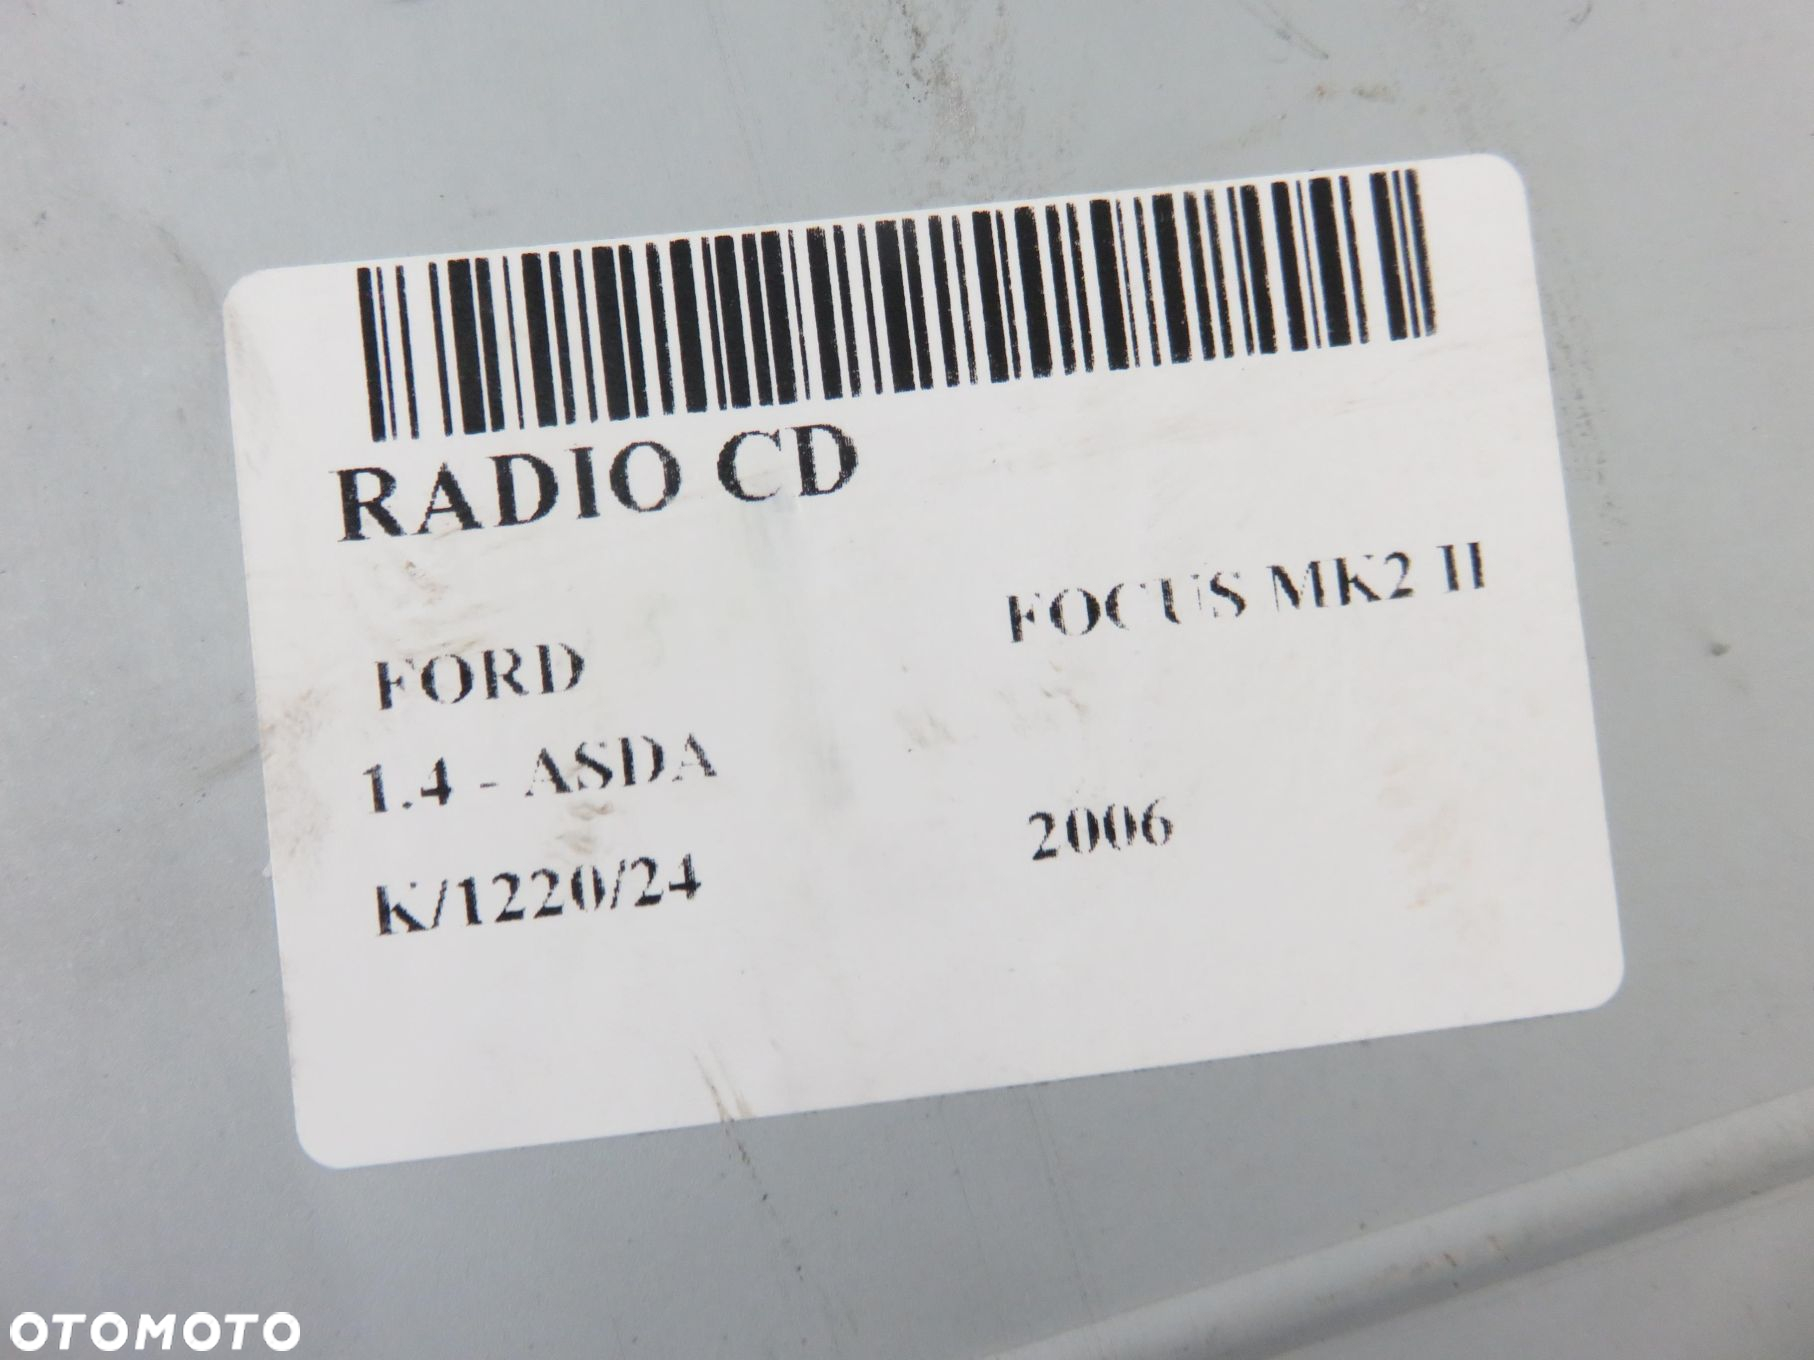 RADIO CD
FORD FOCUS MK2 II
1.4 - ASDA
K/1220/24 2006
OTOMOTO